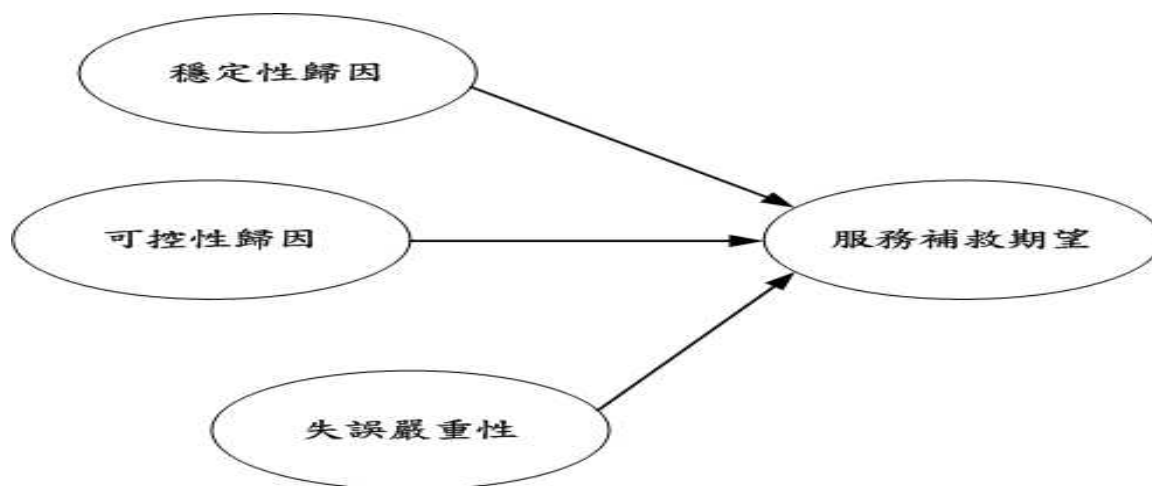 穩定性歸因
可控性歸因
服務補救期望
失誤嚴重性